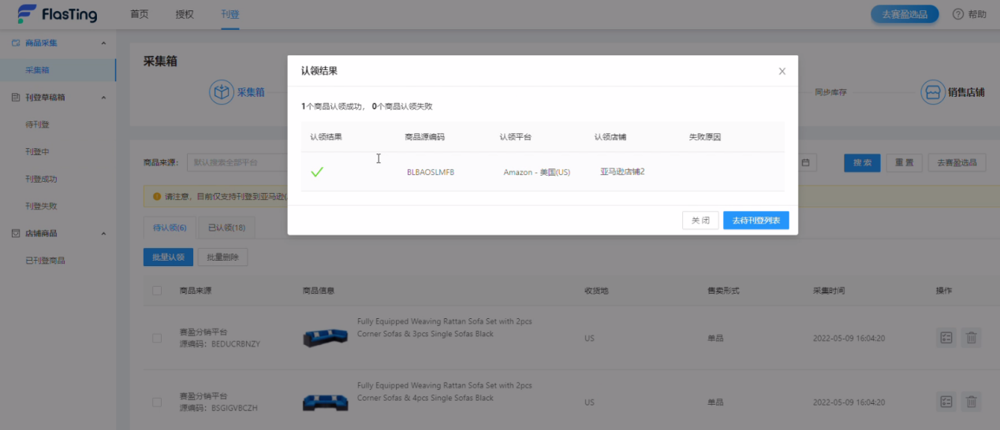 FlasTing
首页
授权
刊登
去赛盈选品
帮助
商品采集
采集箱
刊登草稿箱
待刊登
刊登中
刊登成功
刊登失败
店铺商品
已刊登商品
采集箱
采集箱
同步库存
销售店铺
认领结果
1个商品认领成功， 0个商品认领失败
认领结果 商品源编码 认领平台 认领店铺 失败原因
BLBAOSLMFB Amazon - 美国(US) 亚马逊店铺2
关 闭 去待刊登列表
商品来源： 默认搜索全部平台
搜 索 重 置 去赛盈选品
请注意，目前仅支持刊登到亚马逊(
待认领(6) 已认领(18)
批量认领 批量删除
商品来源 商品信息 收货地 售卖形式 采集时间 操作
赛盈分销平台
源编码：BEDUCRBNZY
Fully Equipped Weaving Rattan Sofa Set with 2pcs
Corner Sofas & 3pcs Single Sofas Black
US 单品 2022-05-09 16:04:20
赛盈分销平台
源编码：BSGIGVBCZH
Fully Equipped Weaving Rattan Sofa Set with 2pcs
Corner Sofas & 4pcs Single Sofas Black
US 单品 2022-05-09 16:04:20